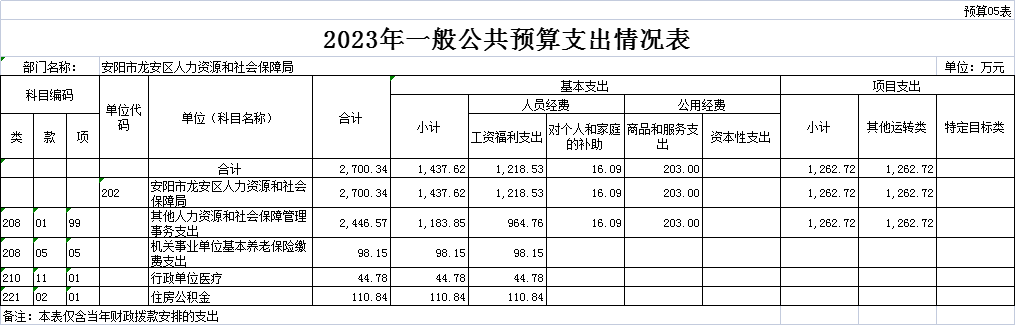 预算05表
2023年一般公共预算支出情况表
部门名称： 安阳市龙安区人力资源和社会保障局 单位：万元
科目编码 单位代码 单位（科目名称） 合计 基本支出 项目支出
小计 人员经费 公用经费 小计 其他运转类 特定目标类
类 款 项 工资福利支出 对个人和家庭的补助 商品和服务支出 资本性支出
合计 2,700.34 1,437.62 1,218.53 16.09 203.00 1,262.72 1,262.72
202 安阳市龙安区人力资源和社会保障局 2,700.34 1,437.62 1,218.53 16.09 203.00 1,262.72 1,262.72
208 01 99 其他人力资源和社会保障管理事务支出 2,446.57 1,183.85 964.76 16.09 203.00 1,262.72 1,262.72
208 05 05 机关事业单位基本养老保险缴费支出 98.15 98.15 98.15
210 11 01 行政单位医疗 44.78 44.78 44.78
221 02 01 住房公积金 110.84 110.84 110.84
备注：本表仅含当年财政拨款安排的支出